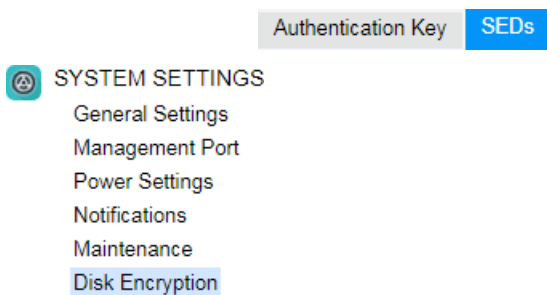 Authentication Key SEDs
SYSTEM SETTINGS
General Settings
Management Port
Power Settings
Notifications
Maintenance
Disk Encryption